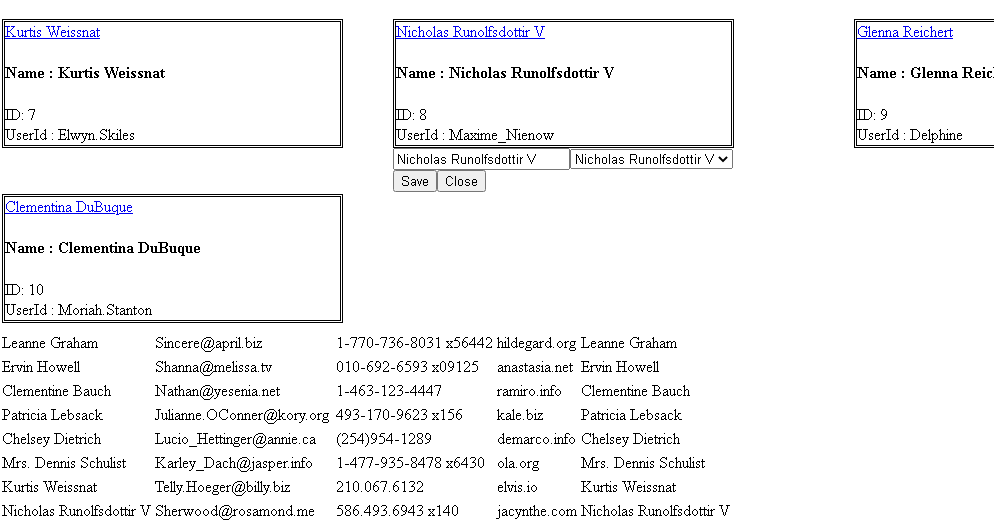 Kurtis Weissnat
Name : Kurtis Weissnat
ID: 7
UserId : Elwyn.Skiles
Nicholas Runolfsdottir V
Name : Nicholas Runolfsdottir V
ID: 8
UserId : Maxime_Nienow
Nicholas Runolfsdottir V Nicholas Runolfsdottir V
Save Close
Glenna Reichert
Name : Glenna Reic
ID: 9
UserId : Delphine
Clementina DuBuque
Name : Clementina DuBuque
ID: 10
UserId : Moriah.Stanton
Leanne Graham Sincere@april.biz 1-770-736-8031 x56442 hildegard.org Leanne Graham
Ervin Howell Shanna@melissa.tv 010-692-6593 x09125 anastasia.net Ervin Howell
Clementine Bauch Nathan@yesenia.net 1-463-123-4447 ramiro.info Clementine Bauch
Patricia Lebsack Julianne.OConner@kory.org 493-170-9623 x156 kale.biz Patricia Lebsack
Chelsey Dietrich Lucio_Hettinger@annie.ca (254)954-1289 demarco.info Chelsey Dietrich
Mrs. Dennis Schulist Karley_Dach@jasper.info 1-477-935-8478 x6430 ola.org Mrs. Dennis Schulist
Kurtis Weissnat Telly.Hoeger@billy.biz 210.067.6132 elvis.io Kurtis Weissnat
Nicholas Runolfsdottir V Sherwood@rosamond.me 586.493.6943 x140 jacynthe.com Nicholas Runolfsdottir V